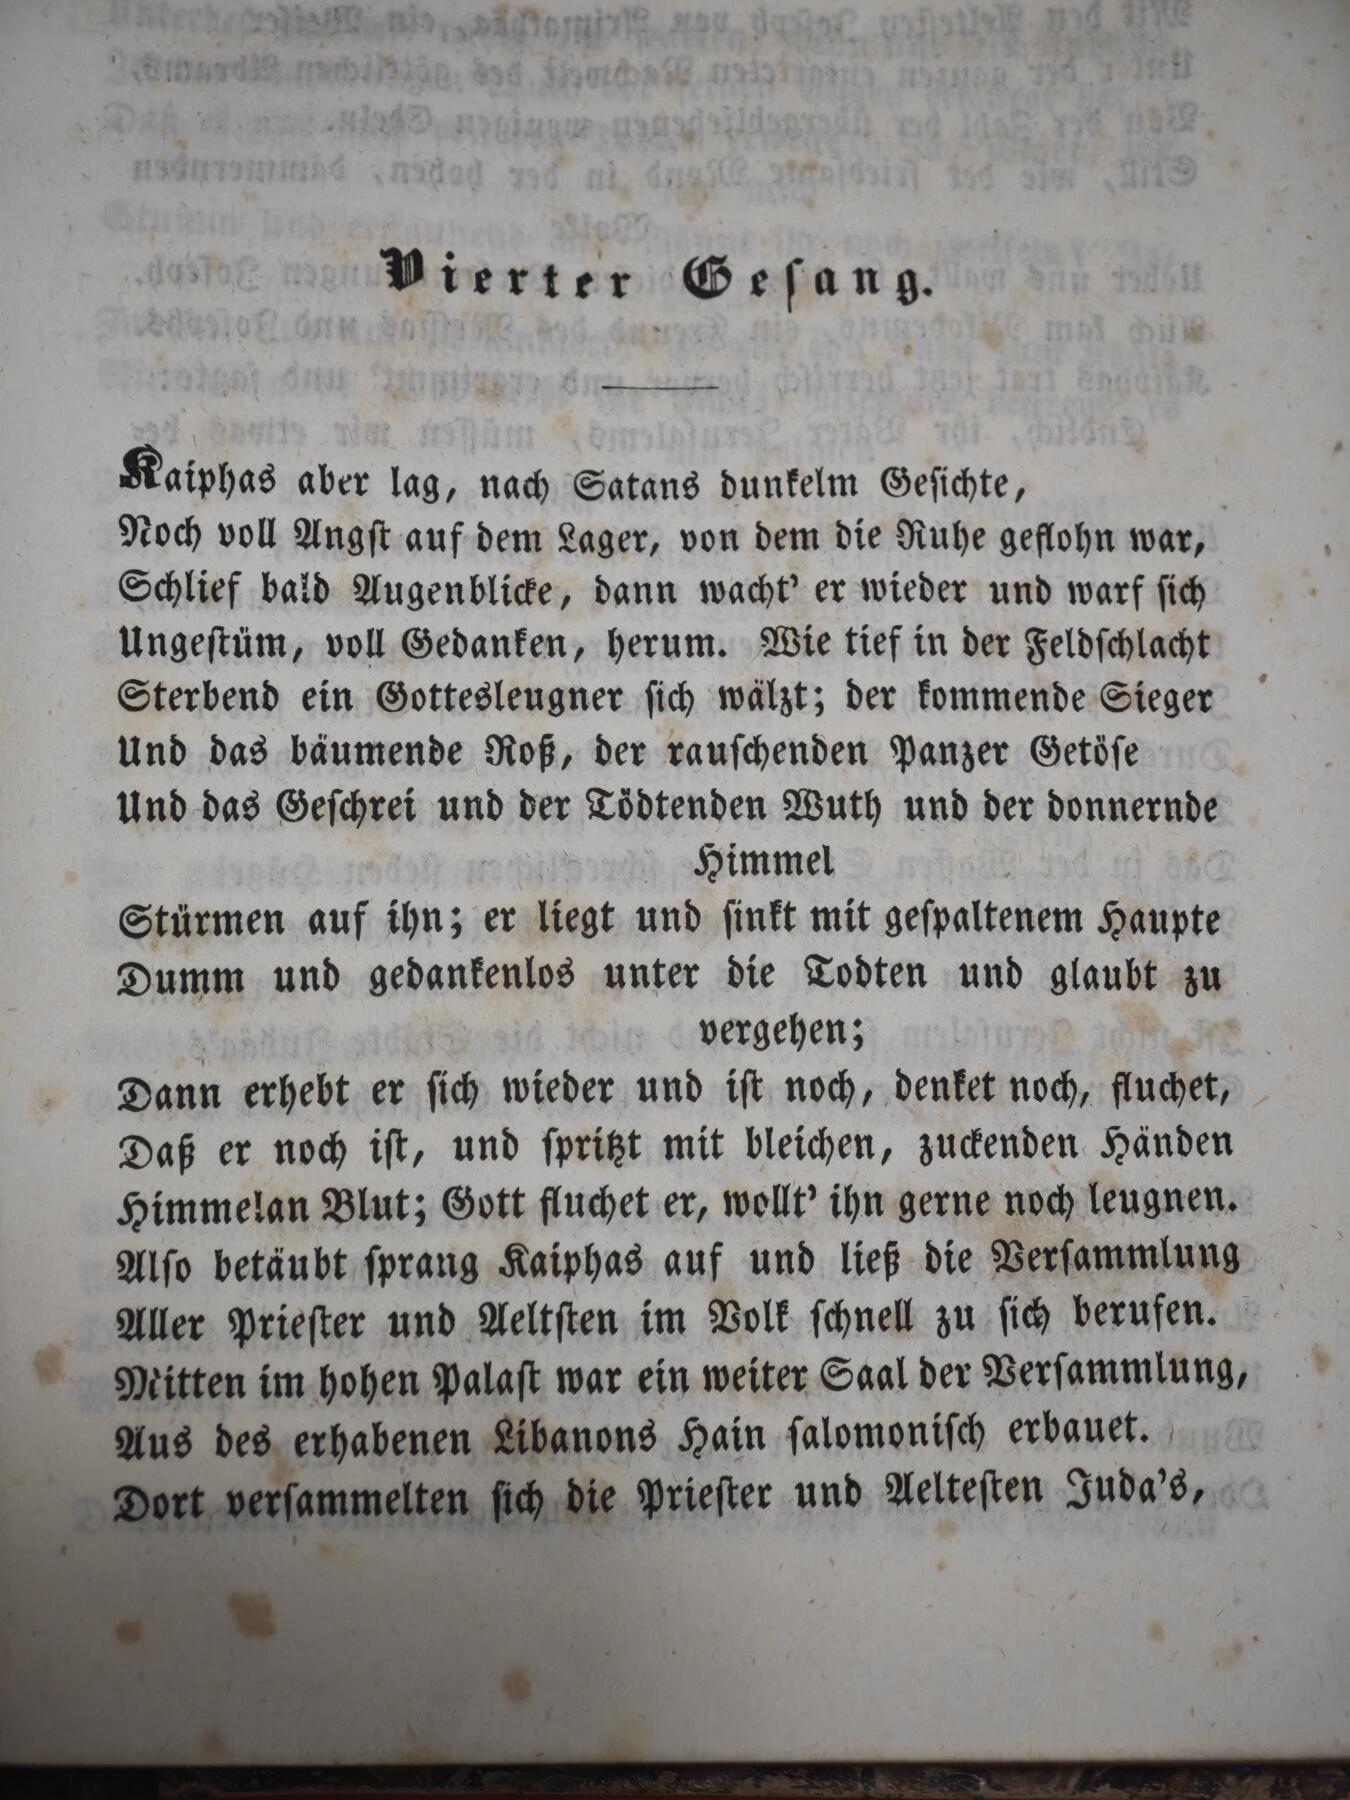 Vierter Geſang.
Kaiphas aber lag, nach Satans dunkelm Geſichte,
Noch voll Angſt auf dem Lager, von dem die Ruhe geflohn war,
Schlief bald Augenblicke, dann wacht’ er wieder und warf ſich
Ungeſtüm, voll Gedanken, herum. Wie tief in der Feldſchlacht
Sterbend ein Gottesleugner ſich wälzt; der kommende Sieger
Und das bäumende Roß, der rauſchenden Panzer Getöſe
Und das Geſchrei und der Tödtenden Wuth und der donnernde
Himmel
Stürmen auf ihn; er liegt und ſinkt mit geſpaltenem Haupte
Dumm und gedankenlos unter die Todten und glaubt zu
vergehen;
Dann erhebt er ſich wieder und iſt noch, denket noch, fluchet,
Daß er noch iſt, und ſpritzt mit bleichen, zuckenden Händen
Himmelan Blut; Gott fluchet er, wollt’ ihn gerne noch leugnen.
Alſo betäubt ſprang Kaiphas auf und ließ die Verſammlung
Aller Prieſter und Aeltſten im Volk ſchnell zu ſich berufen.
Mitten im hohen Palaſt war ein weiter Saal der Verſammlung,
Aus des erhabenen Libanons Hain ſalomoniſch erbauet.
Dort verſammelten ſich die Prieſter und Aelteſten Juda’s,